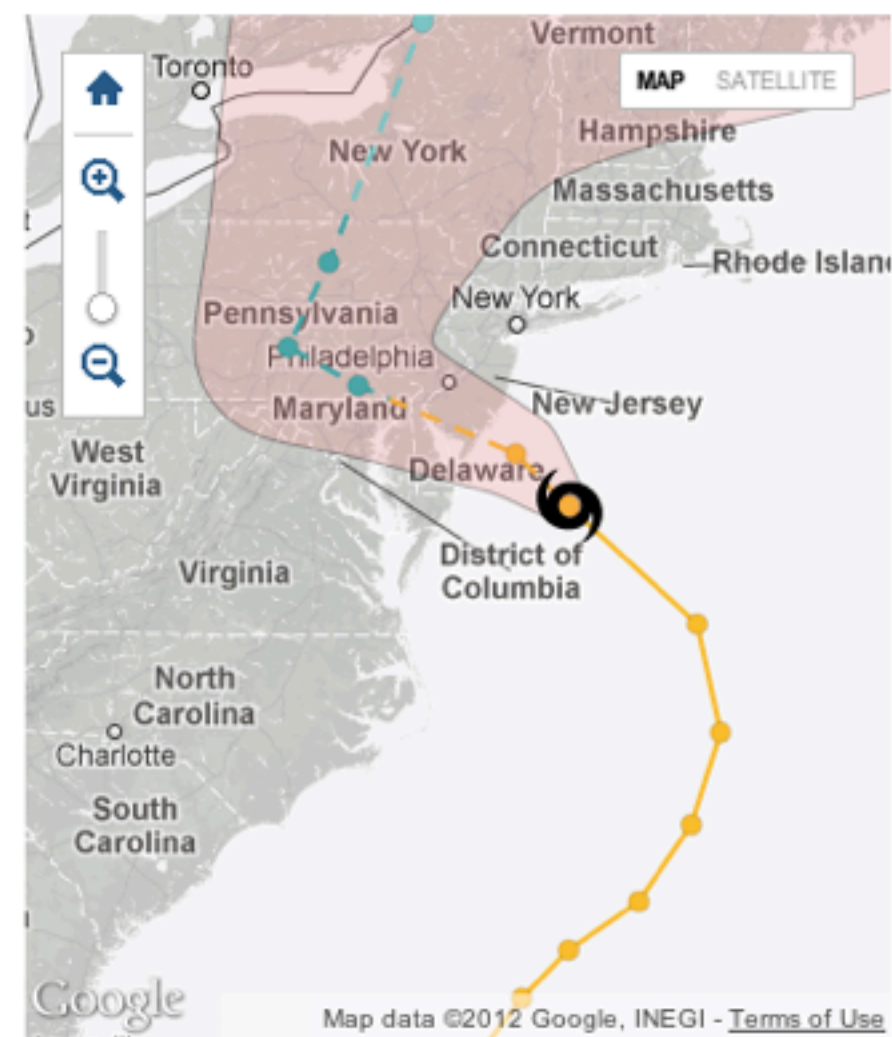 Vermont
Toronto
MAP SATELLITE
Hampshire
New York
Massachusetts
Connecticut
Rhode Islan
New York
Pennsylvania
Philadelphia
Maryland
New Jersey
us
West
Virginia
Delaware
District of
Columbia
Virginia
North
Carolina
Charlotte
South
Carolina
Google
Map data ©2012 Google, INEGI - Terms of Use